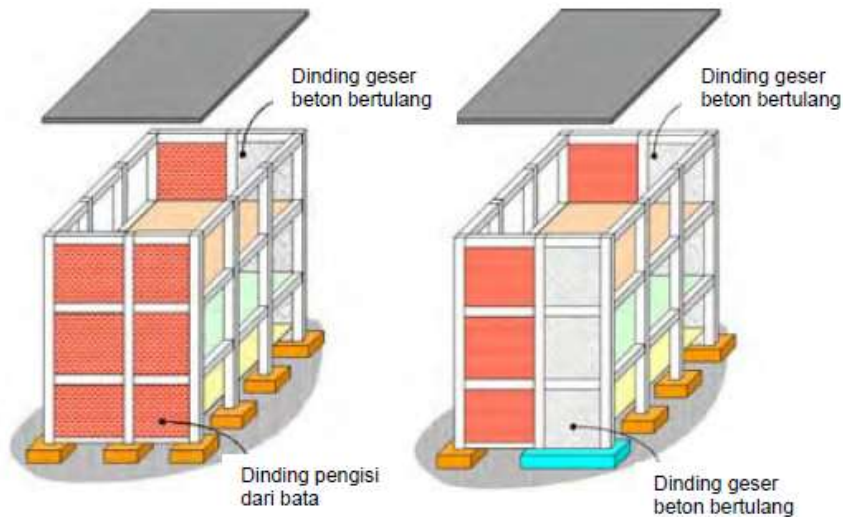 Dinding geser
beton bertulang
Dinding geser
beton bertulang
Dinding pengisi
dari bata
Dinding geser
beton bertulang